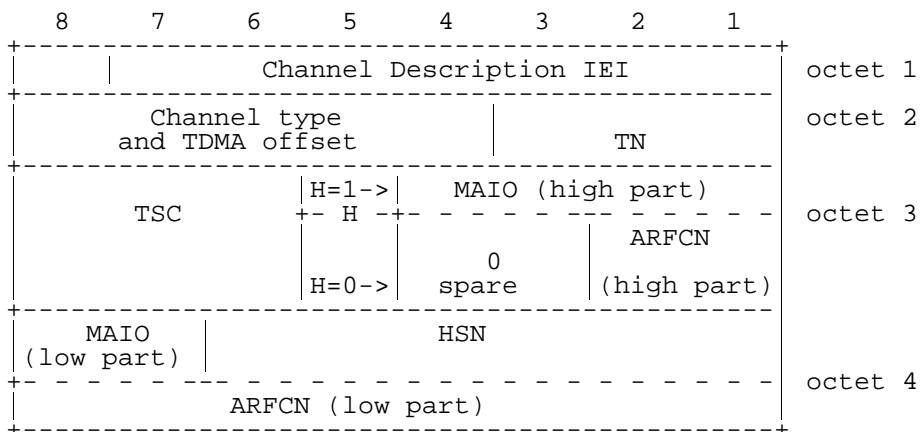 8 7 6 5 4 3 2 1
Channel Description IEI octet 1
Channel type octet 2
and TDMA offset TN
H=1-> MAIO (high part)
TSC H octet 3
ARFCN
0
H=0-> spare (high part)
MAIO HSN
(low part)
octet 4
ARFCN (low part)